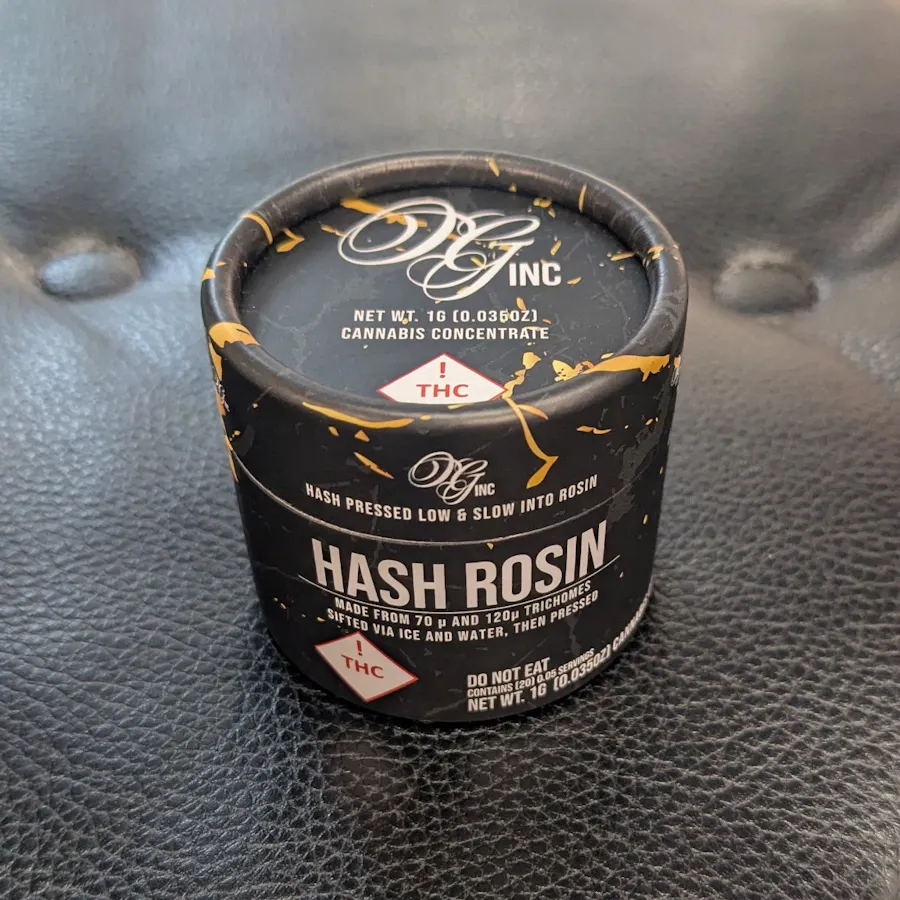 DG INC
NET WT. 1G (0.035OZ)
CANNABIS CONCENTRATE
!
THC
DG INC
HASH PRESSED LOW & SLOW INTO ROSIN
HASH ROSIN
MADE FROM 70 µ AND 120µ TRICHOMES
SIFTED VIA ICE AND WATER, THEN PRESSED
!
THC
DO NOT EAT
CONTAINS (20) 0.05 SERVINGS
NET WT. 1G (0.035OZ)